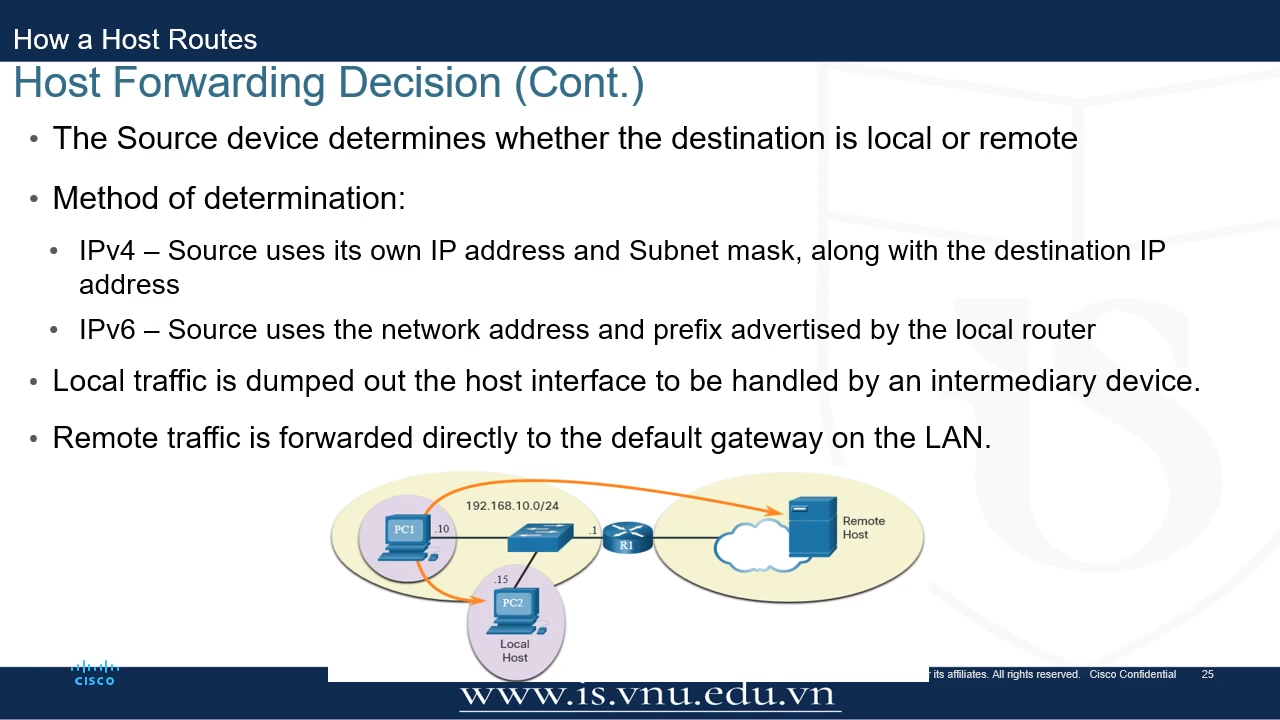 How a Host Routes
Host Forwarding Decision (Cont.)
• The Source device determines whether the destination is local or remote
• Method of determination:
• IPv4 – Source uses its own IP address and Subnet mask, along with the destination IP
address
• IPv6 – Source uses the network address and prefix advertised by the local router
• Local traffic is dumped out the host interface to be handled by an intermediary device.
• Remote traffic is forwarded directly to the default gateway on the LAN.
192.168.10.0/24
PC1
.10
.1
R1
Remote
Host
.15
PC2
Local
Host
CISCO
its affiliates. All rights reserved. Cisco Confidential
25
www.is.vnu.edu.vn